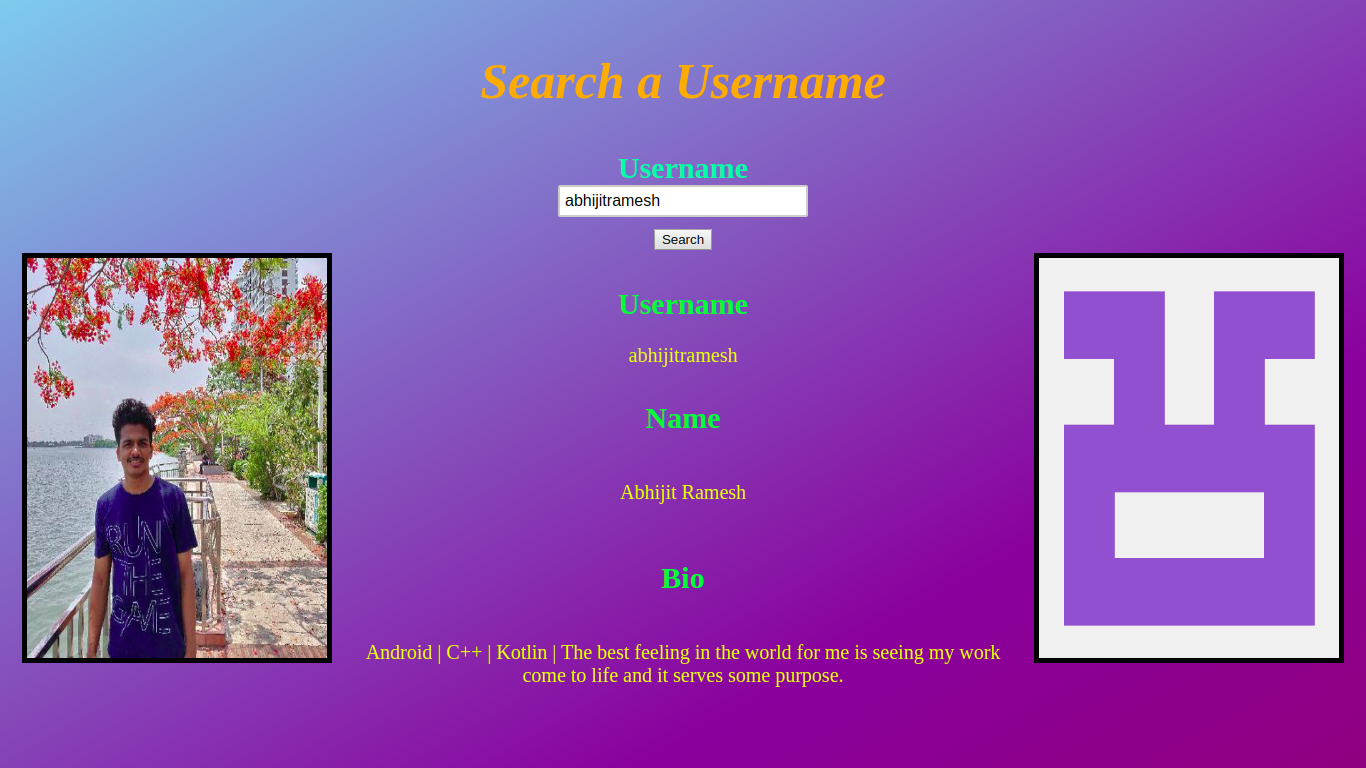 Search a Username
Username
abhijitramesh
Search
Username
abhijitramesh
Name
Abhijit Ramesh
Bio
Android | C++ | Kotlin | The best feeling in the world for me is seeing my work
come to life and it serves some purpose.
RUN
THE
GAME